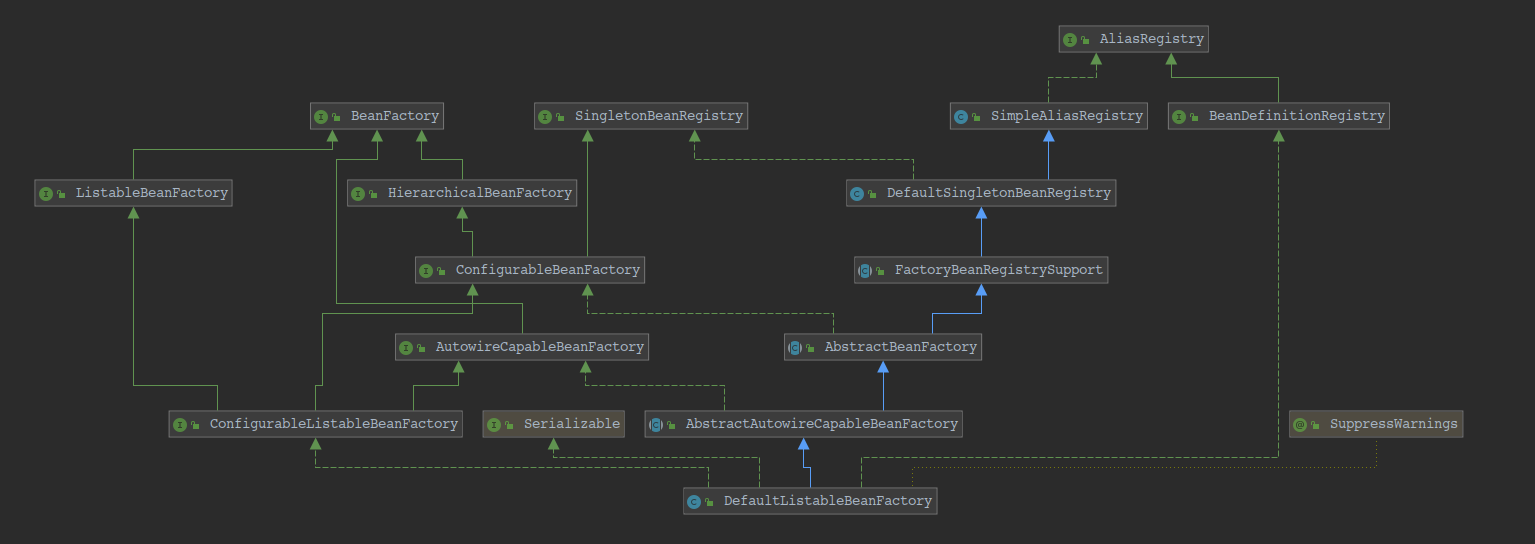 AliasRegistry
BeanFactory
SingletonBeanRegistry
SimpleAliasRegistry
BeanDefinitionRegistry
ListableBeanFactory
HierarchicalBeanFactory
DefaultSingletonBeanRegistry
ConfigurableBeanFactory
FactoryBeanRegistrySupport
AutowireCapableBeanFactory
AbstractBeanFactory
ConfigurableListableBeanFactory
Serializable
AbstractAutowireCapableBeanFactory
SuppressWarnings
DefaultListableBeanFactory